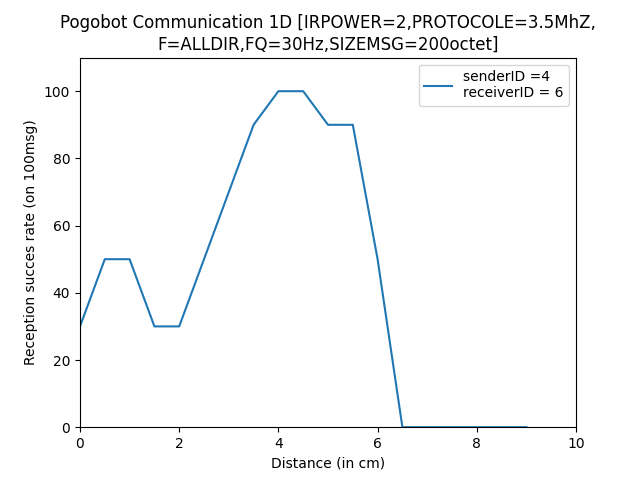 Pogobot Communication 1D [IRPOWER=2,PROTOCOLE=3.5MhZ,
F=ALLDIR,FQ=30Hz,SIZEMSG=200octet]
senderID =4
receiverID = 6
Reception succes rate (on 100msg)
100
80
60
40
20
0
0 2 4 6 8 10
Distance (in cm)